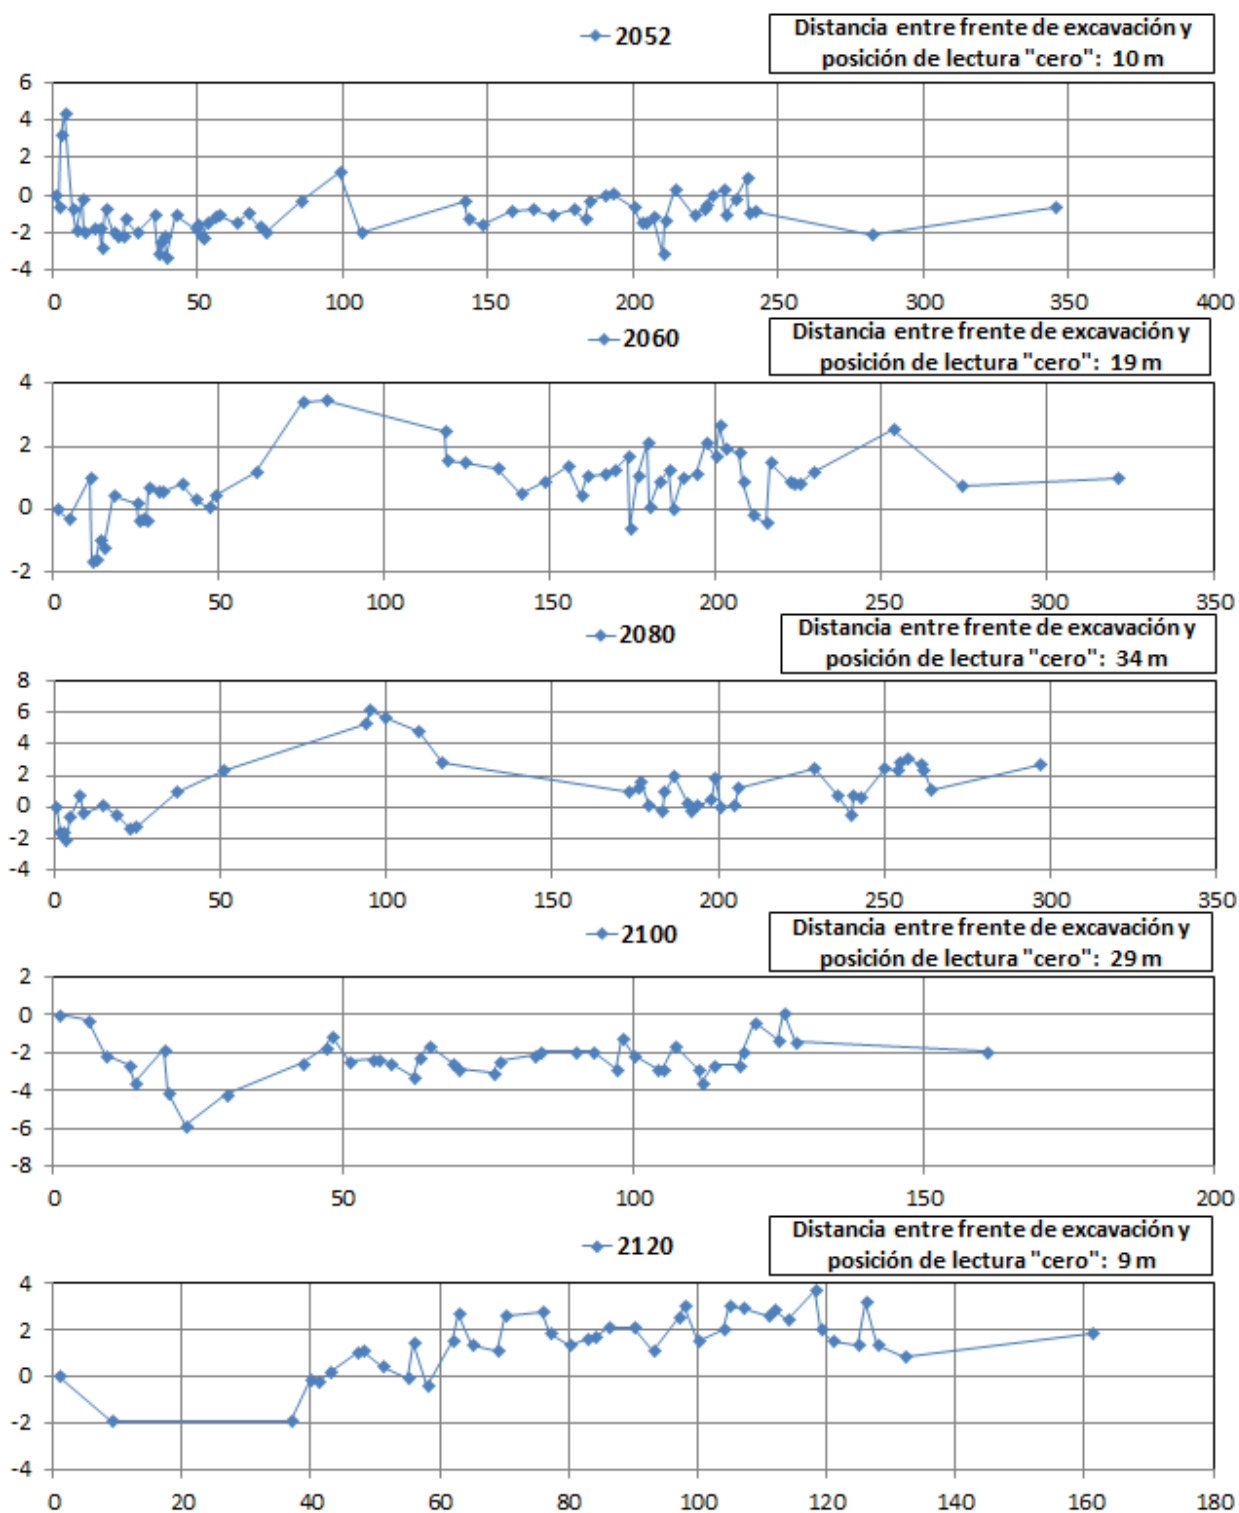 2052
Distancia entre frente de excavación y
posición de lectura "cero": 10 m
6
4
2
0
-2
-4
0 50 100 150 200 250 300 350 400
2060
Distancia entre frente de excavación y
posición de lectura "cero": 19 m
4
2
0
-2
0 50 100 150 200 250 300 350
2080
Distancia entre frente de excavación y
posición de lectura "cero": 34 m
8
6
4
2
0
-2
-4
0 50 100 150 200 250 300 350
2100
Distancia entre frente de excavación y
posición de lectura "cero": 29 m
2
0
-2
-4
-6
-8
0 50 100 150 200
2120
Distancia entre frente de excavación y
posición de lectura "cero": 9 m
4
2
0
-2
-4
0 20 40 60 80 100 120 140 160 180